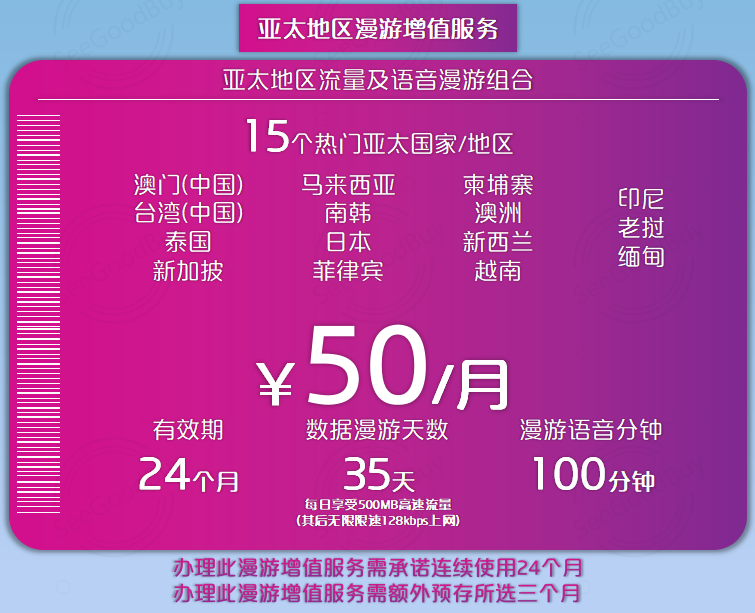 亚太地区漫游增值服务
亚太地区流量及语音漫游组合
15个热门亚太国家/地区
澳门(中国) 马来西亚 柬埔寨 印尼
台湾(中国) 南韩 澳洲 老挝
泰国 日本 新西兰 缅甸
新加披 菲律宾 越南
¥50/月
有效期 数据漫游天数 漫游语音分钟
24个月 35天 100分钟
每日享受500MB高速流量
(其后无限限速128kbps上网)
办理此漫游增值服务需承诺连续使用24个月
办理此漫游增值服务需额外预存所选三个月